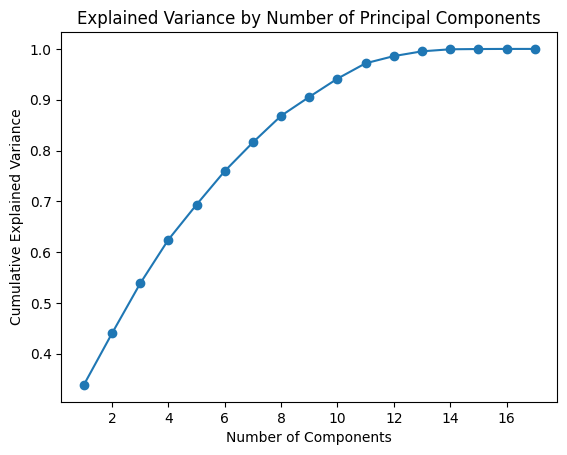 Explained Variance by Number of Principal Components
1.0
0.9
0.8
0.7
0.6
0.5
0.4
Cumulative Explained Variance
2 4 6 8 10 12 14 16
Number of Components